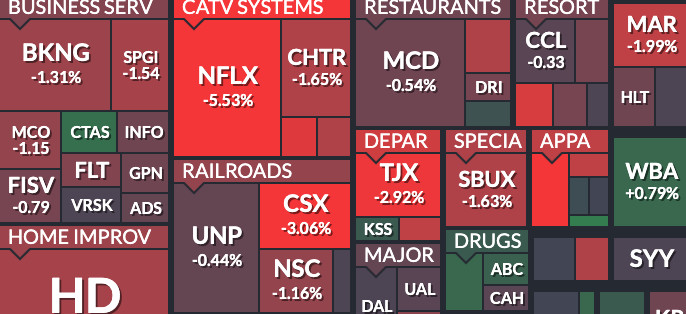 BUSINESS SERV
BKNG
-1.31%
SPGI
-1.54
MCO
-1.15
CTAS
INFO
FISV
-0.79
FLT
GPN
VRSK
ADS
HOME IMPROV
HD
CATV SYSTEMS
NFLX
-5.53%
CHTR
-1.65%
RAILROADS
UNP
-0.44%
CSX
-3.06%
NSC
-1.16%
RESTAURANTS
MCD
-0.54%
DRI
RESORT
CCL
-0.33
MAR
-1.99%
HLT
DEPAR
TJX
-2.92%
KSS
SPECIA
SBUX
-1.63%
APPA
WBA
+0.79%
MAJOR
DAL
UAL
DRUGS
ABC
CAH
SYY